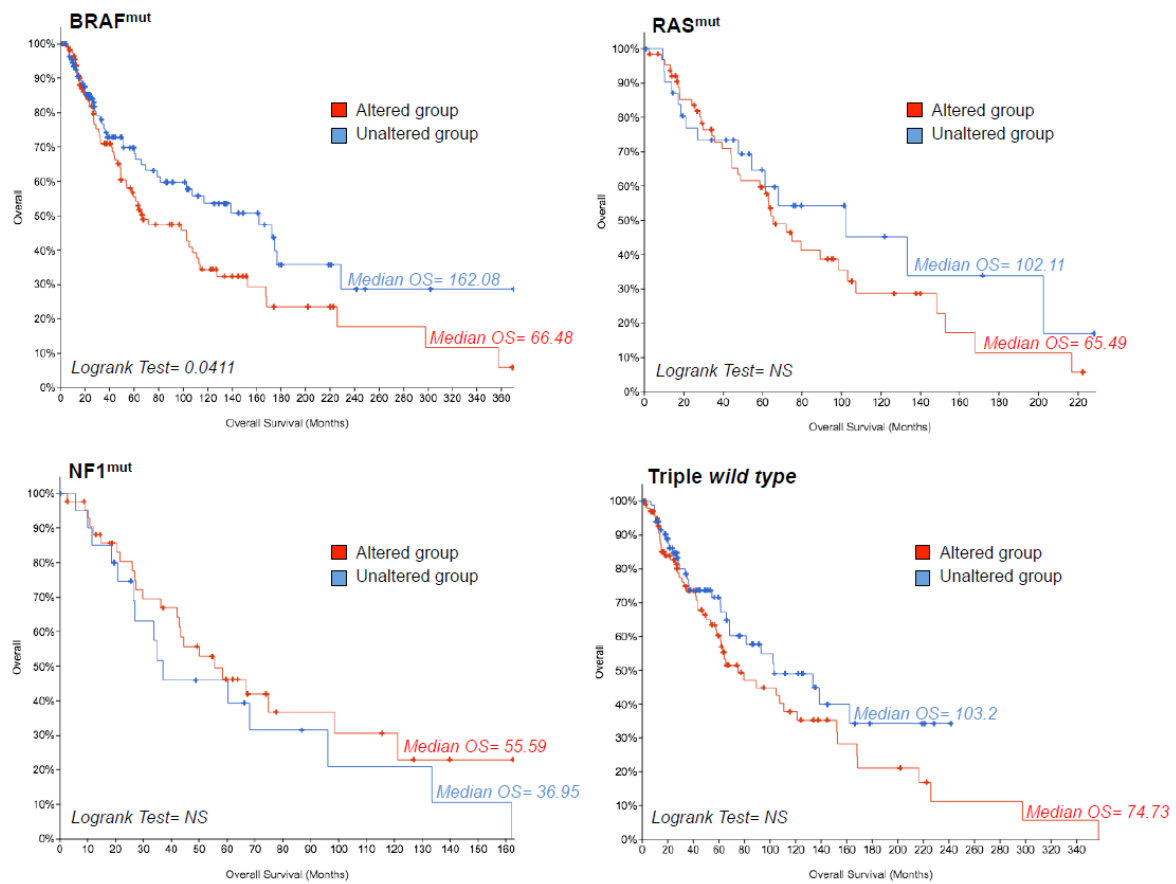 BRAFmut
100%
90%
80%
70%
60%
50%
40%
30%
20%
10%
0%
Overall
Altered group
Unaltered group
Median OS= 162.08
Median OS= 66.48
Logrank Test= 0.0411
0 20 40 60 80 100 120 140 160 180 200 220 240 260 280 300 320 340 360
Overall Survival (Months)
RASmut
100%
90%
80%
70%
60%
50%
40%
30%
20%
10%
0%
Overall
Altered group
Unaltered group
Median OS= 102.11
Median OS= 65.49
Logrank Test= NS
0 20 40 60 80 100 120 140 160 180 200 220
Overall Survival (Months)
NF1mut
100%
90%
80%
70%
60%
50%
40%
30%
20%
10%
0%
Overall
Altered group
Unaltered group
Median OS= 55.59
Median OS= 36.95
Logrank Test= NS
0 10 20 30 40 50 60 70 80 90 100 110 120 130 140 150 160
Overall Survival (Months)
Triple wild type
100%
90%
80%
70%
60%
50%
40%
30%
20%
10%
0%
Overall
Altered group
Unaltered group
Median OS= 103.2
Median OS= 74.73
Logrank Test= NS
0 20 40 60 80 100 120 140 160 180 200 220 240 260 280 300 320 340
Overall Survival (Months)